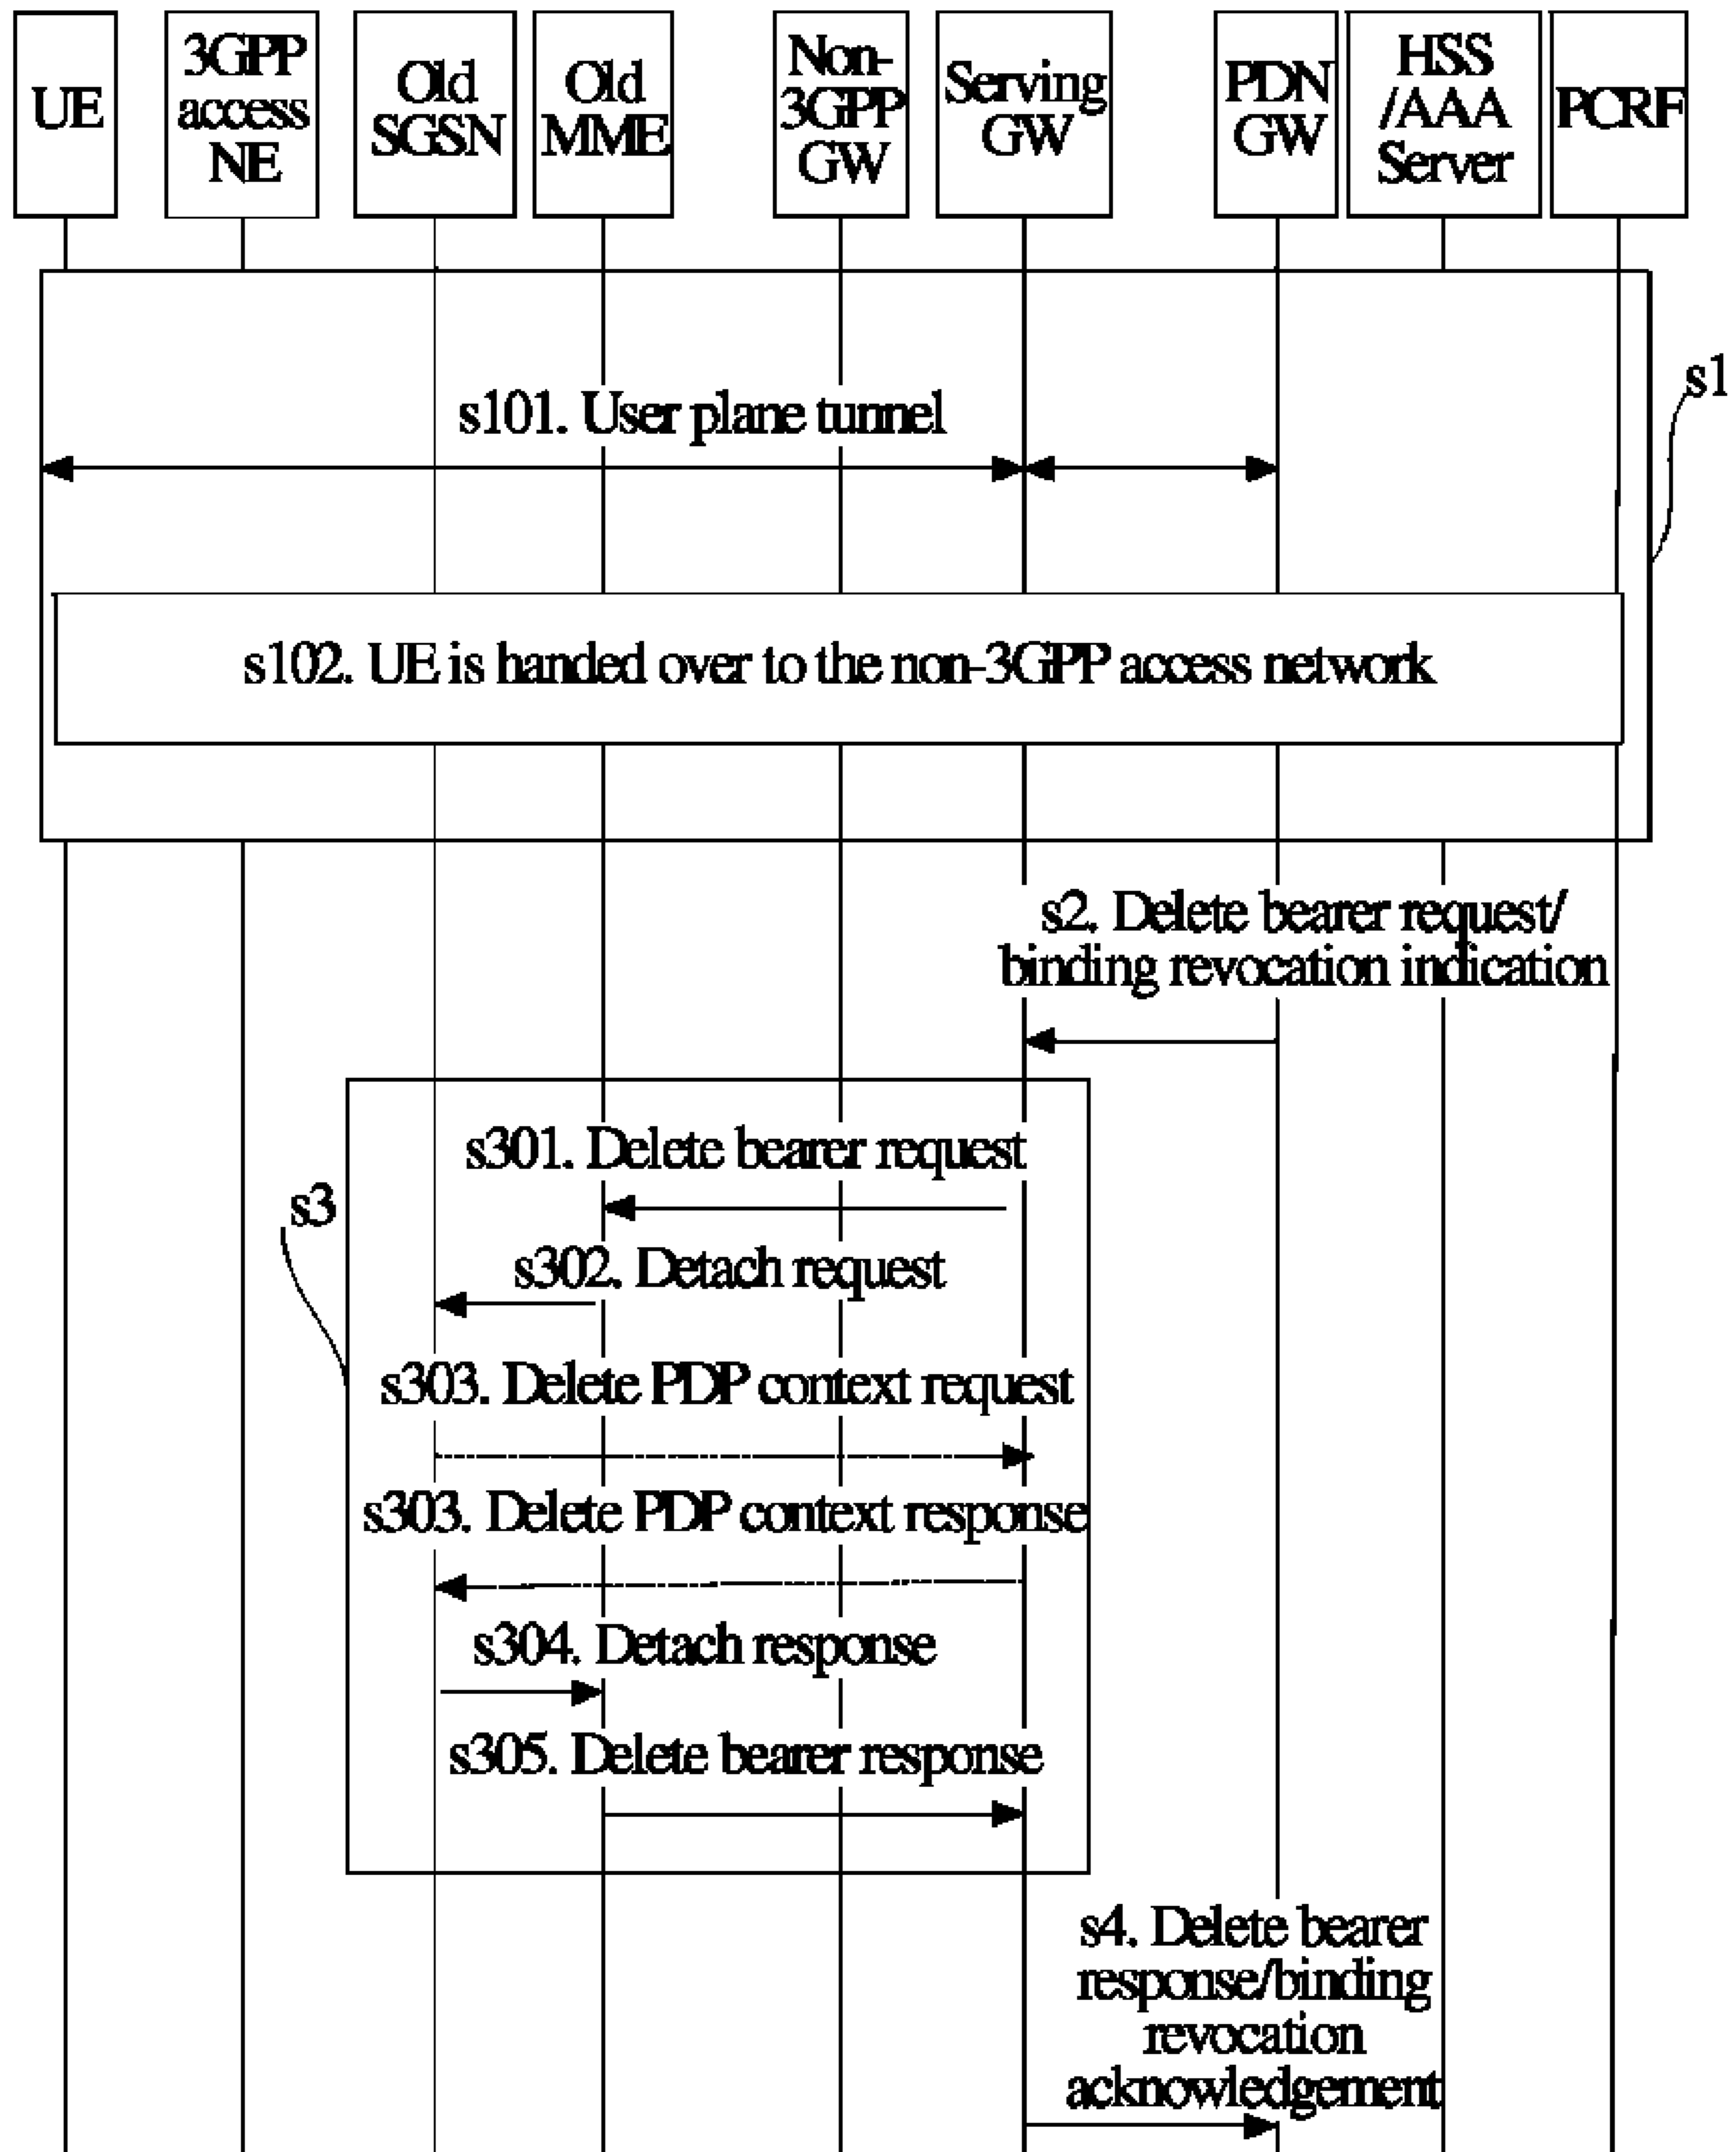 UE
3GPP
access
NE
Old
SGSN
Old
MME
Non-
3GPP
GW
Serving
GW
PDN
GW
HSS
/AAA
Server
PCRF
s1
s101. User plane tunnel
s102. UE is handed over to the non-3GPP access network
s2. Delete bearer request/
binding revocation indication
s3
s301. Delete bearer request
s302. Detach request
s303. Delete PDP context request
s303. Delete PDP context response
s304. Detach response
s305. Delete bearer response
s4. Delete bearer
response/binding
revocation
acknowledgement